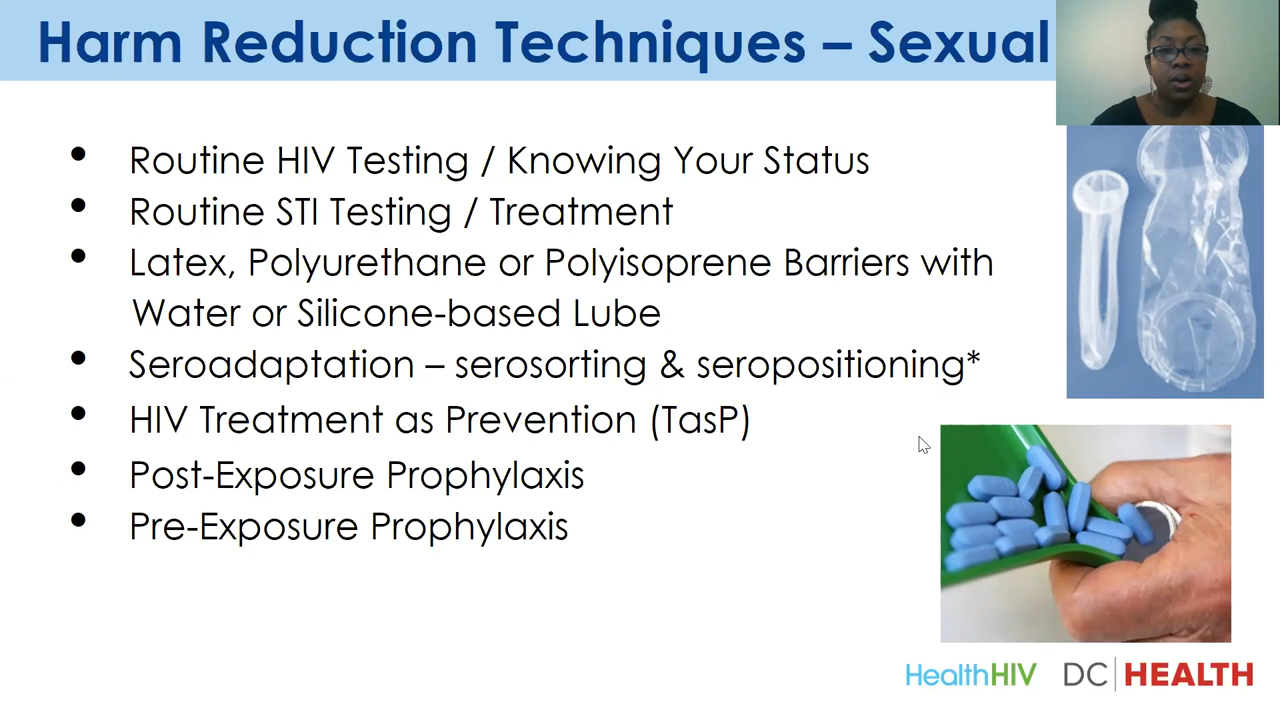 Harm Reduction Techniques – Sexual
• Routine HIV Testing / Knowing Your Status
• Routine STI Testing / Treatment
• Latex, Polyurethane or Polyisoprene Barriers with
Water or Silicone-based Lube
• Seroadaptation – serosorting & seropositioning*
• HIV Treatment as Prevention (TasP)
• Post-Exposure Prophylaxis
• Pre-Exposure Prophylaxis
HealthHIV DC | HEALTH